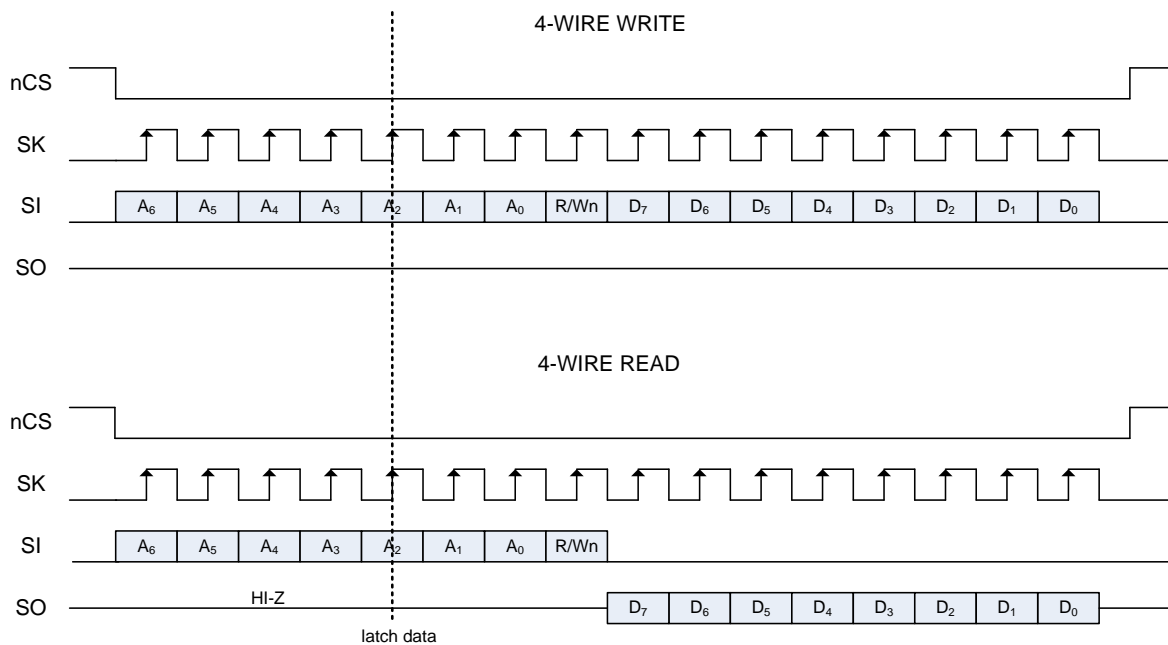 4-WIRE WRITE
nCS
SK
SI A₆ A₅ A₄ A₃ A₂ A₁ A₀ R/Wn D₇ D₆ D₅ D₄ D₃ D₂ D₁ D₀
SO
4-WIRE READ
nCS
SK
SI A₆ A₅ A₄ A₃ A₂ A₁ A₀ R/Wn
SO HI-Z D₇ D₆ D₅ D₄ D₃ D₂ D₁ D₀
latch data